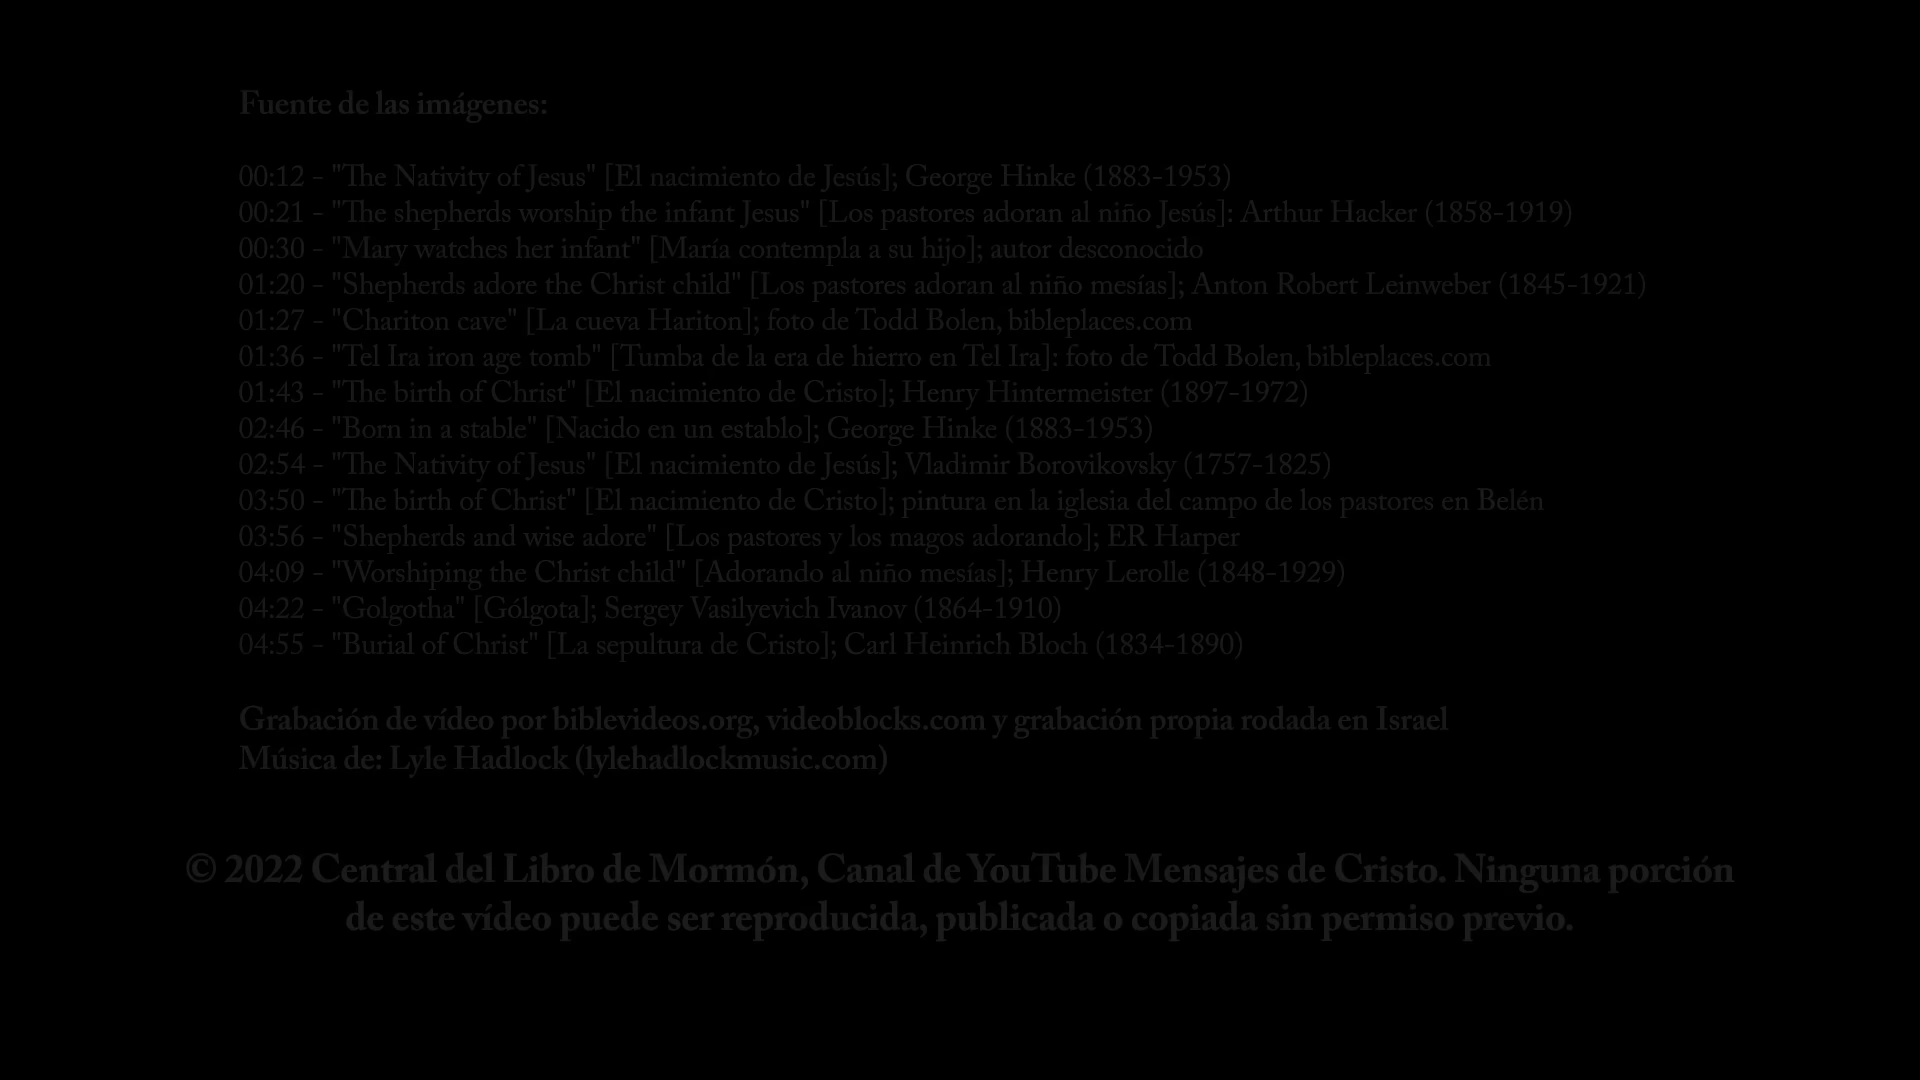 Fuente de las imágenes:
00:12 - "The Nativity of Jesus" [El nacimiento de Jesús]; George Hinke (1883-1953)
00:21 - "The shepherds worship the infant Jesus" [Los pastores adoran al niño Jesús]: Arthur Hacker (1858-1919)
00:30 - "Mary watches her infant" [María contempla a su hijo]; autor desconocido
01:20 - "Shepherds adore the Christ child" [Los pastores adoran al niño mesías]; Anton Robert Leinweber (1845-1921)
01:27 - "Chariton cave" [La cueva Hariton]; foto de Todd Bolen, bibleplaces.com
01:36 - "Tel Ira iron age tomb" [Tumba de la era de hierro en Tel Ira]: foto de Todd Bolen, bibleplaces.com
01:43 - "The birth of Christ" [El nacimiento de Cristo]; Henry Hintermeister (1897-1972)
02:46 - "Born in a stable" [Nacido en un establo]; George Hinke (1883-1953)
02:54 - "The Nativity of Jesus" [El nacimiento de Jesús]; Vladimir Borovikovsky (1757-1825)
03:50 - "The birth of Christ" [El nacimiento de Cristo]; pintura en la iglesia del campo de los pastores en Belén
03:56 - "Shepherds and wise adore" [Los pastores y los magos adorando]; ER Harper
04:09 - "Worshiping the Christ child" [Adorando al niño mesías]; Henry Lerolle (1848-1929)
04:22 - "Golgotha" [Gólgota]; Sergey Vasilyevich Ivanov (1864-1910)
04:55 - "Burial of Christ" [La sepultura de Cristo]; Carl Heinrich Bloch (1834-1890)
Grabación de vídeo por biblevideos.org, videoblocks.com y grabación propia rodada en Israel
Música de: Lyle Hadlock (lylehadlockmusic.com)
© 2022 Central del Libro de Mormón, Canal de YouTube Mensajes de Cristo. Ninguna porción
de este vídeo puede ser reproducida, publicada o copiada sin permiso previo.